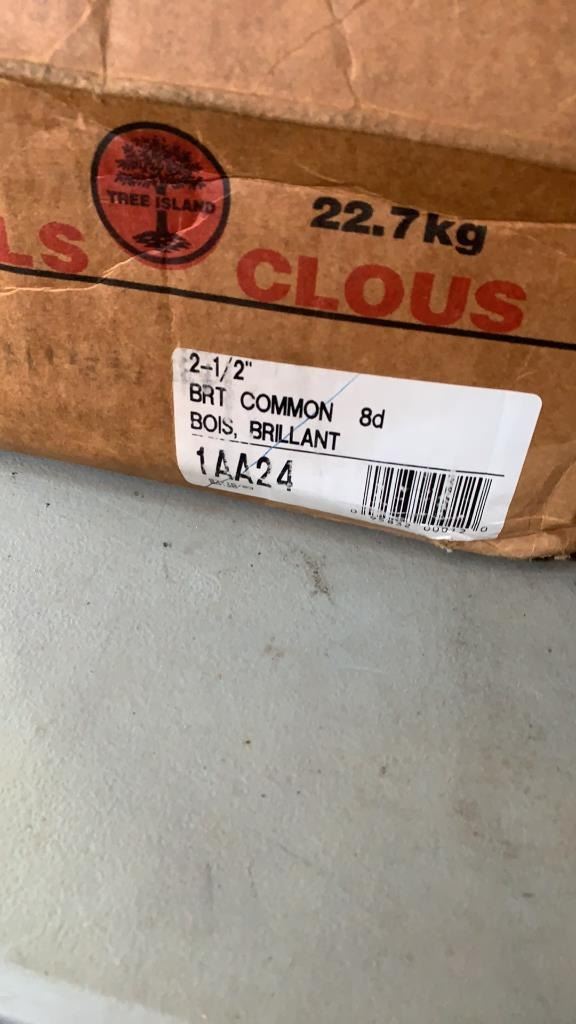 TREE ISLAND
22.7kg
LS
CLOUS
2-1/2"
BRT COMMON 8d
BOIS, BRILLANT
1AA24